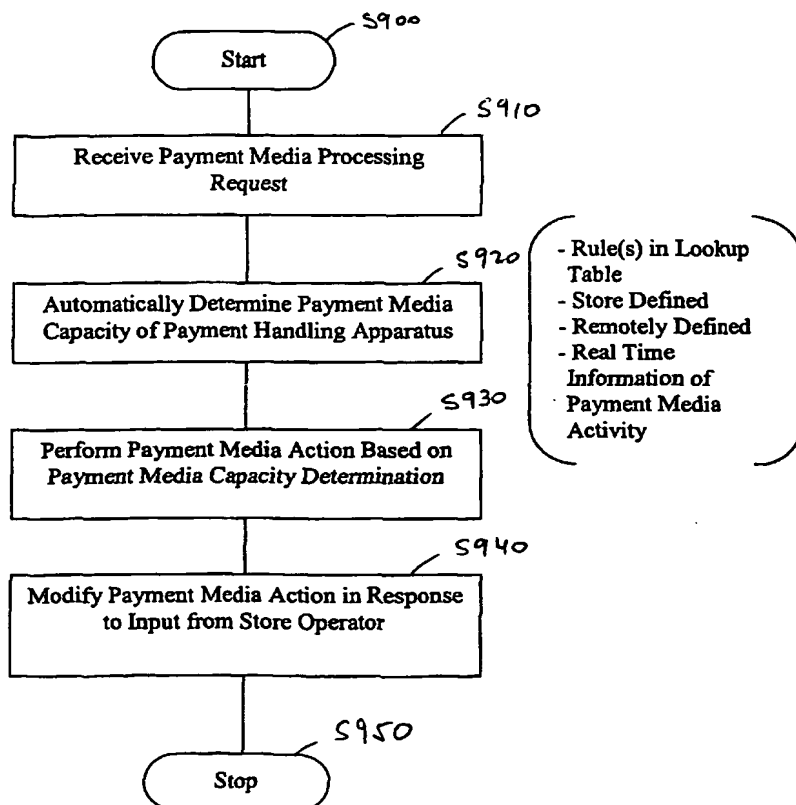 S900
Start
S910
Receive Payment Media Processing
Request
S920
Automatically Determine Payment Media
Capacity of Payment Handling Apparatus
- Rule(s) in Lookup
Table
- Store Defined
- Remotely Defined
- Real Time
Information of
Payment Media
Activity
S930
Perform Payment Media Action Based on
Payment Media Capacity Determination
S940
Modify Payment Media Action in Response
to Input from Store Operator
S950
Stop